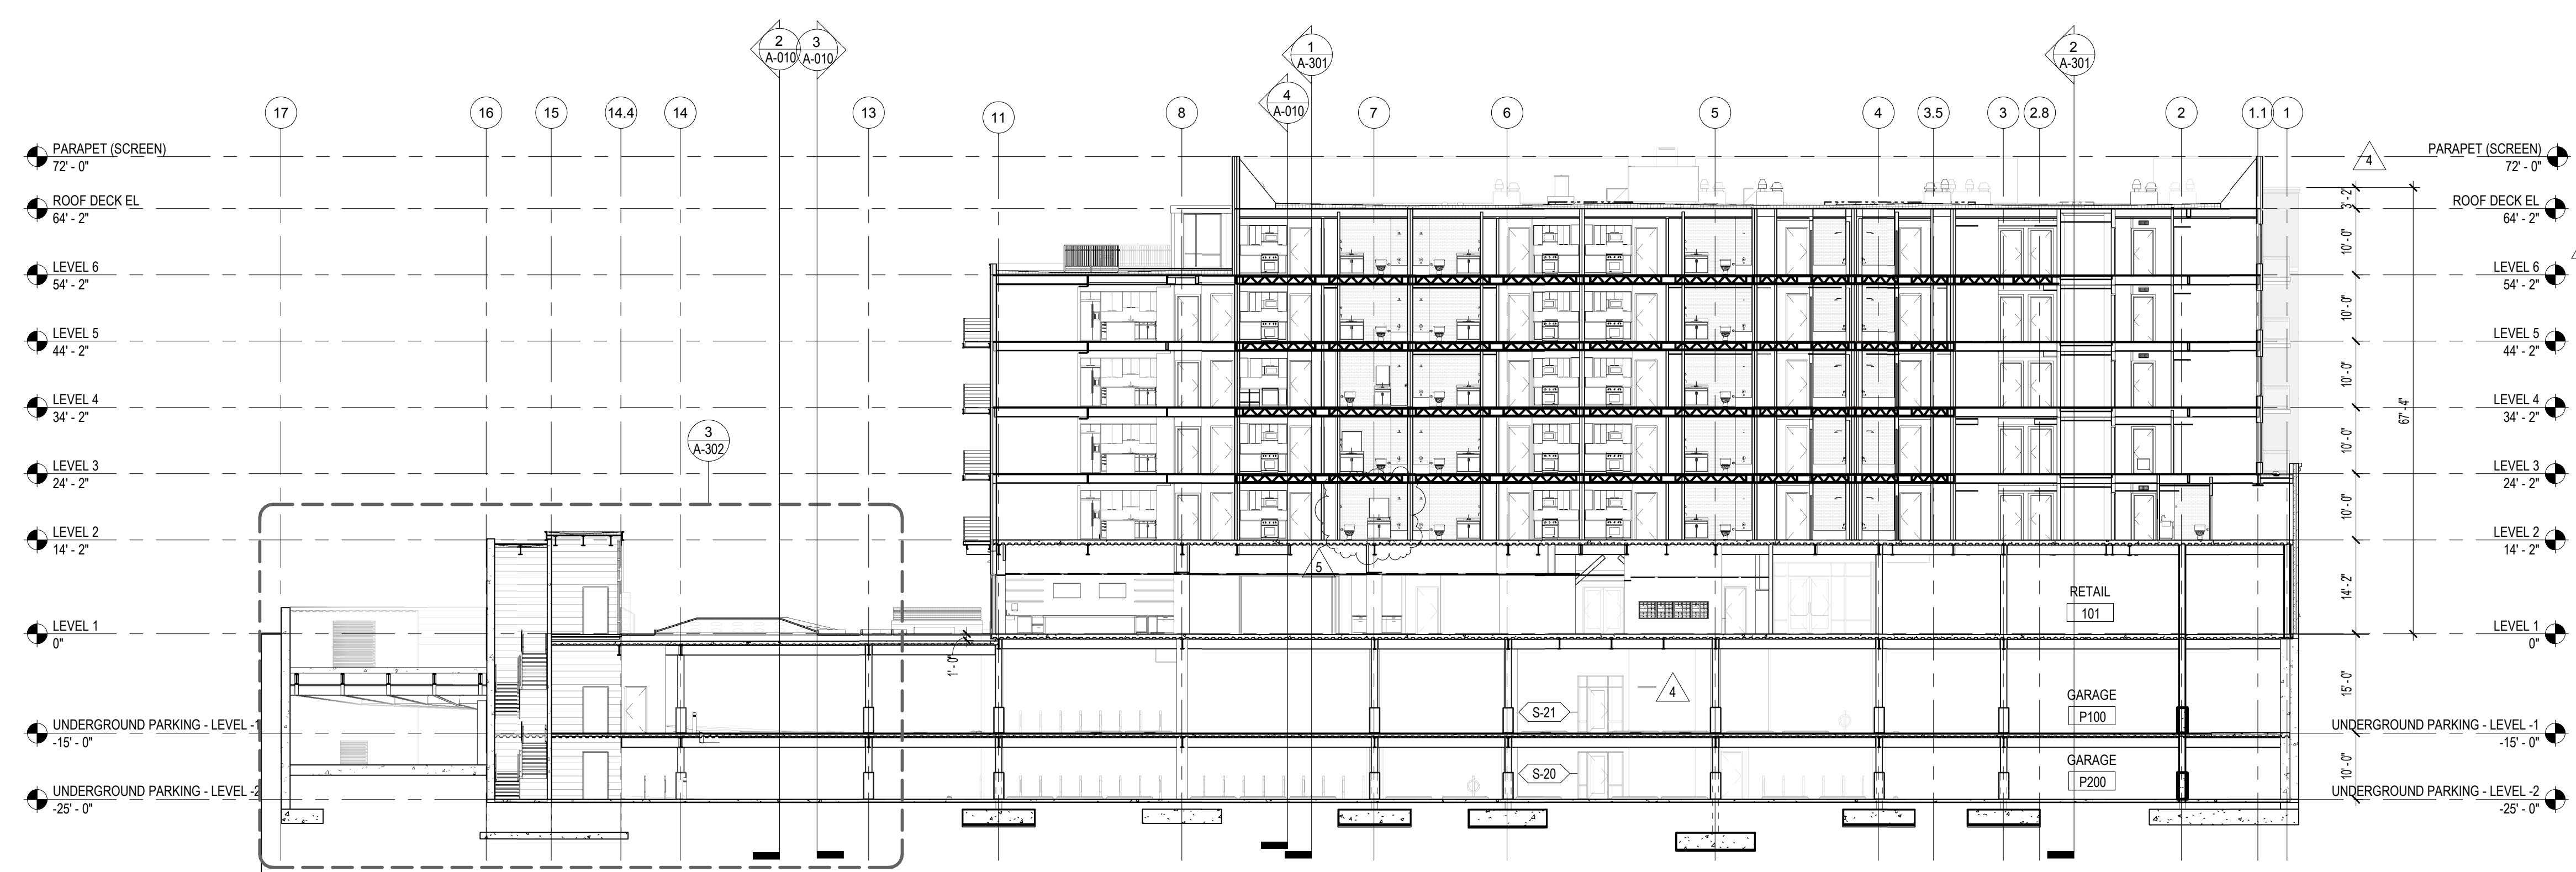 2
A-010
3
A-010
1
A-301
2
A-301
4
A-010
17
16
15
14.4
14
13
11
8
7
6
5
4
3.5
3
2.8
2
1.1
1
PARAPET (SCREEN)
72' - 0"
ROOF DECK EL
64' - 2"
LEVEL 6
54' - 2"
LEVEL 5
44' - 2"
LEVEL 4
34' - 2"
LEVEL 3
24' - 2"
LEVEL 2
14' - 2"
LEVEL 1
0"
UNDERGROUND PARKING - LEVEL -1
-15' - 0"
UNDERGROUND PARKING - LEVEL -2
-25' - 0"
3
A-302
1' - 0"
5
RETAIL
101
4
S-21
GARAGE
P100
S-20
GARAGE
P200
4
3' - 2"
10' - 0"
10' - 0"
10' - 0"
10' - 0"
10' - 0"
14' - 2"
15' - 0"
10' - 0"
67' - 4"
PARAPET (SCREEN)
72' - 0"
ROOF DECK EL
64' - 2"
LEVEL 6
54' - 2"
LEVEL 5
44' - 2"
LEVEL 4
34' - 2"
LEVEL 3
24' - 2"
LEVEL 2
14' - 2"
LEVEL 1
0"
UNDERGROUND PARKING - LEVEL -1
-15' - 0"
UNDERGROUND PARKING - LEVEL -2
-25' - 0"